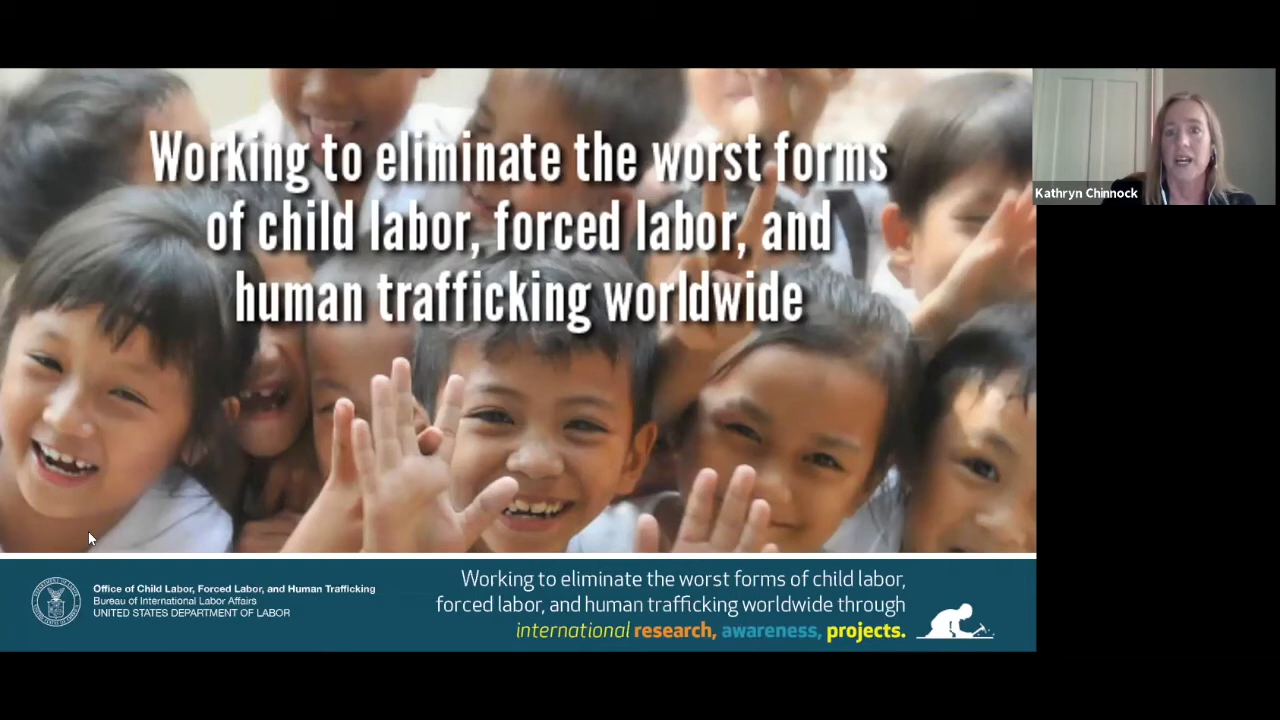 Working to eliminate the worst forms
of child labor, forced labor, and
human trafficking worldwide
Kathryn Chinnock
Office of Child Labor, Forced Labor, and Human Trafficking
Bureau of International Labor Affairs
UNITED STATES DEPARTMENT OF LABOR
Working to eliminate the worst forms of child labor,
forced labor, and human trafficking worldwide through
international research, awareness, projects.